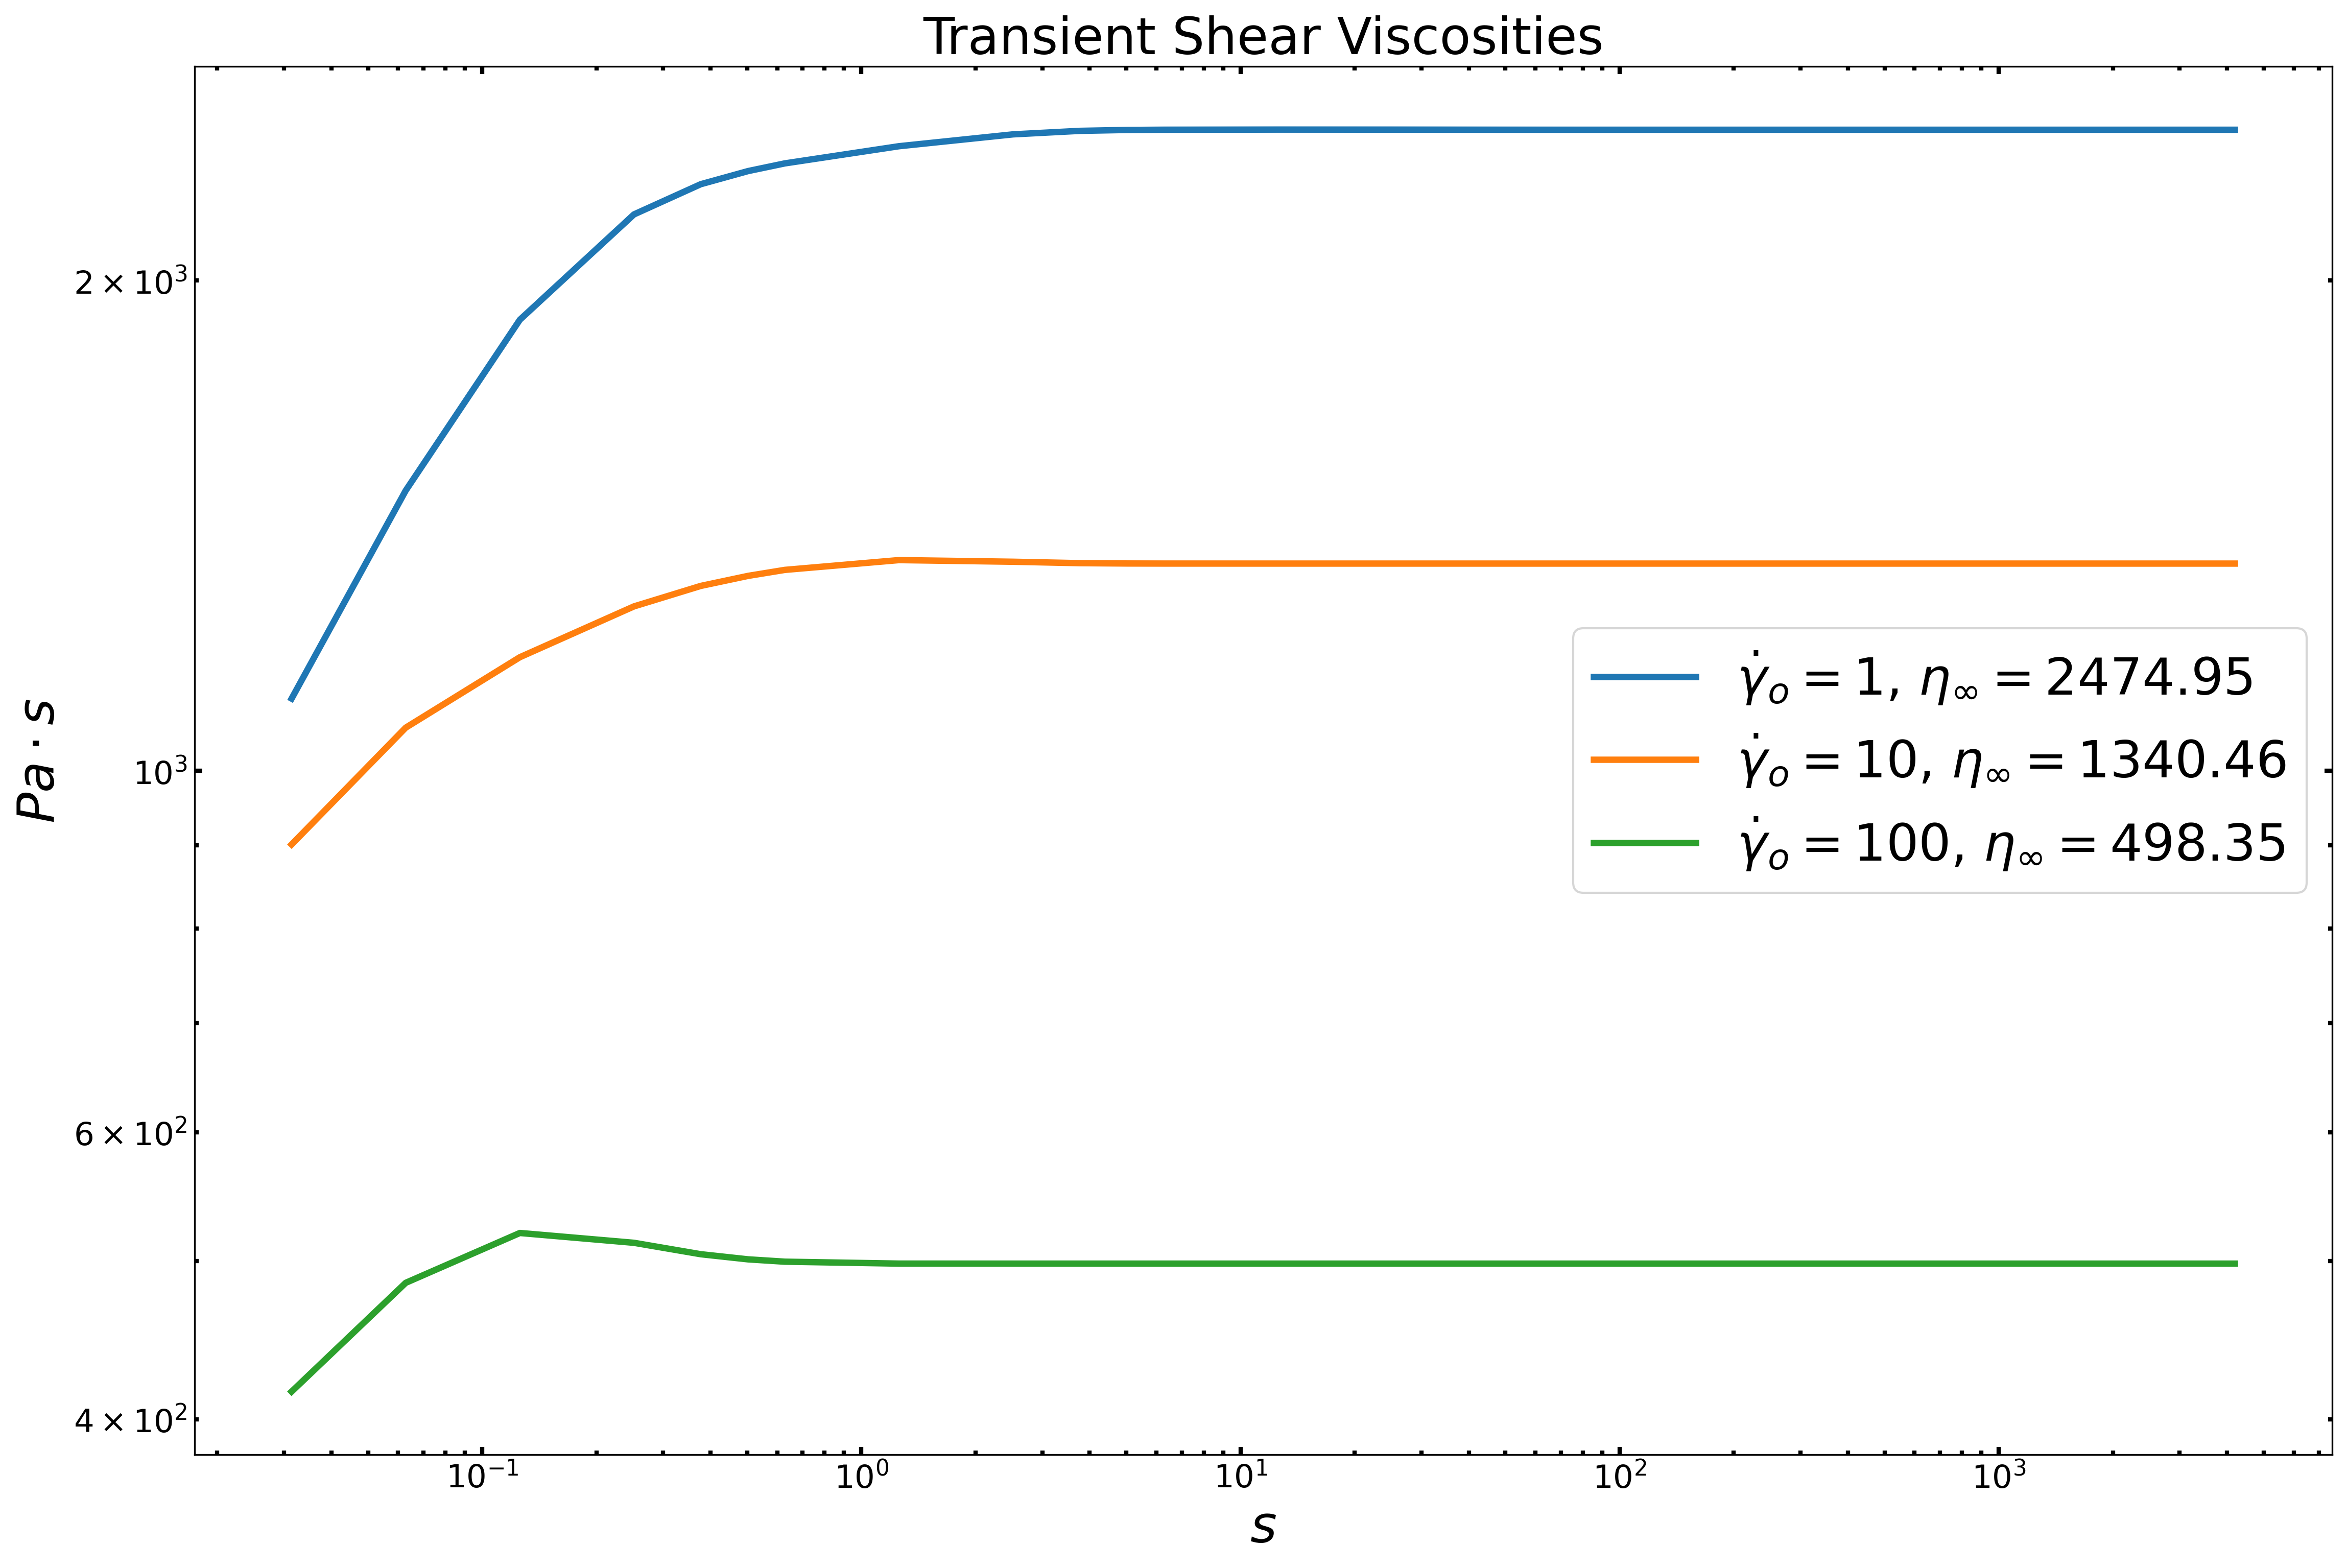 Transient Shear Viscosities
2 × 10³
10³
6 × 10²
4 × 10²
Pa · s
γ̇ₒ = 1, η∞ = 2474.95
γ̇ₒ = 10, η∞ = 1340.46
γ̇ₒ = 100, η∞ = 498.35
10⁻¹ 10⁰ 10¹ 10² 10³
s